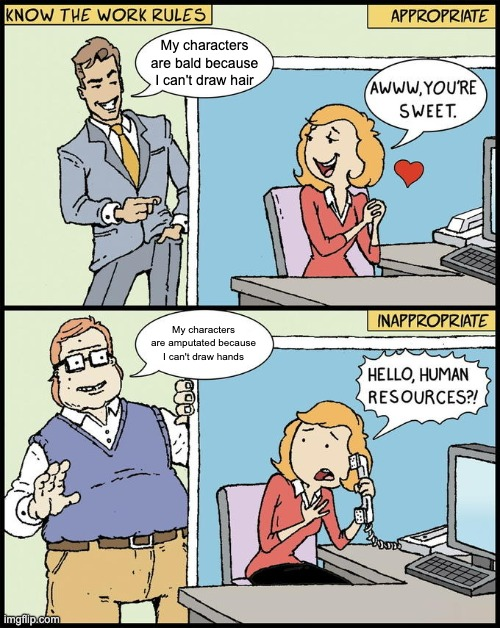 KNOW THE WORK RULES
APPROPRIATE
My characters
are bald because
I can't draw hair
AWWW, YOU'RE
SWEET.
INAPPROPRIATE
My characters
are amputated because
I can't draw hands
HELLO, HUMAN
RESOURCES?!
imgflip.com